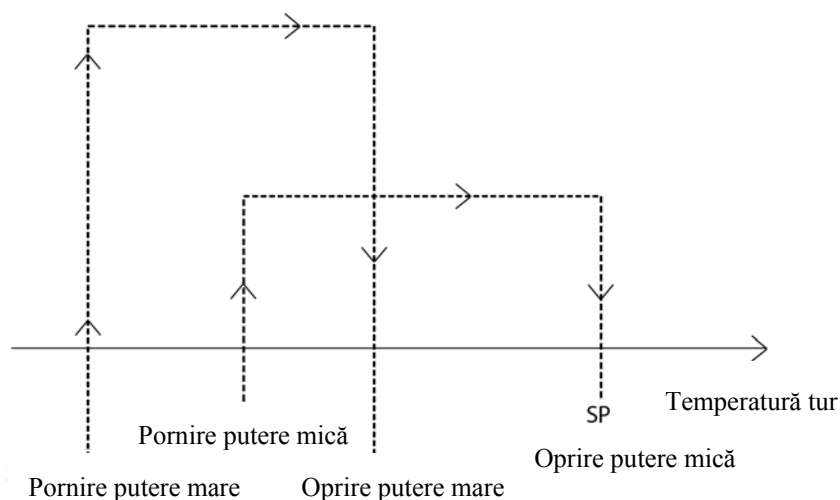 SP
Temperatură tur
Pornire putere mică
Oprire putere mică
Pornire putere mare
Oprire putere mare